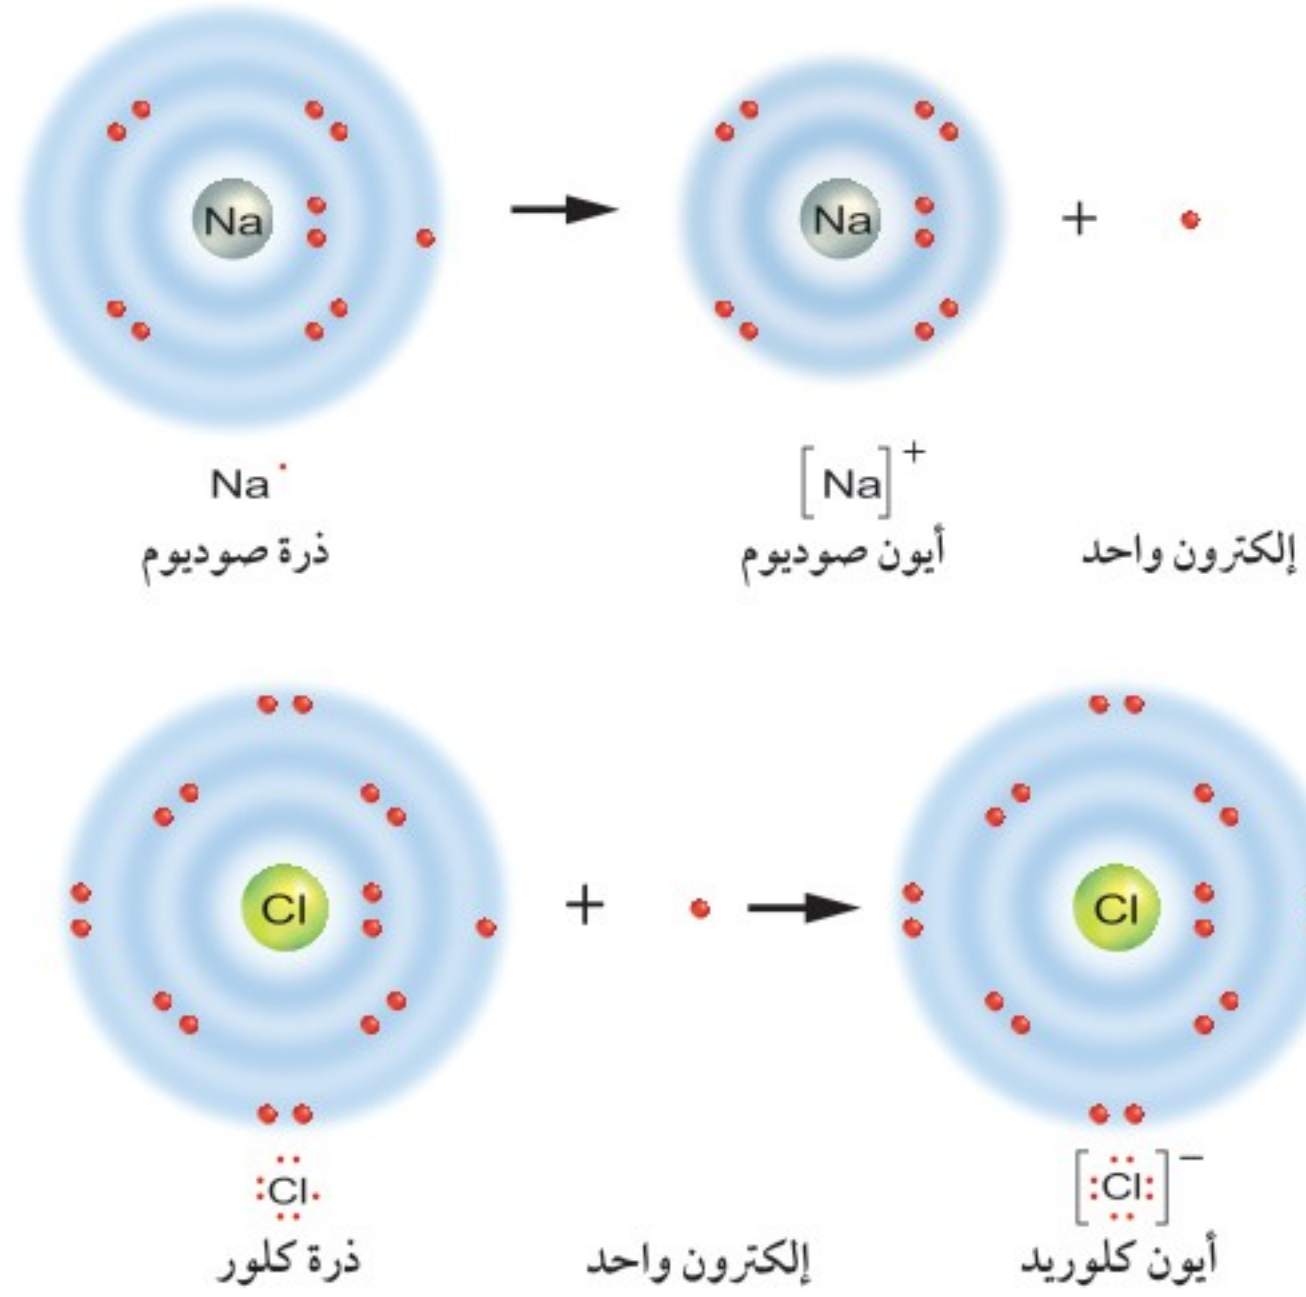 Na → Na + 
Na· [Na]⁺
ذرة صوديوم أيون صوديوم إلكترون واحد
Cl + → Cl
:Cl· [:Cl:]⁻
ذرة كلور إلكترون واحد أيون كلوريد